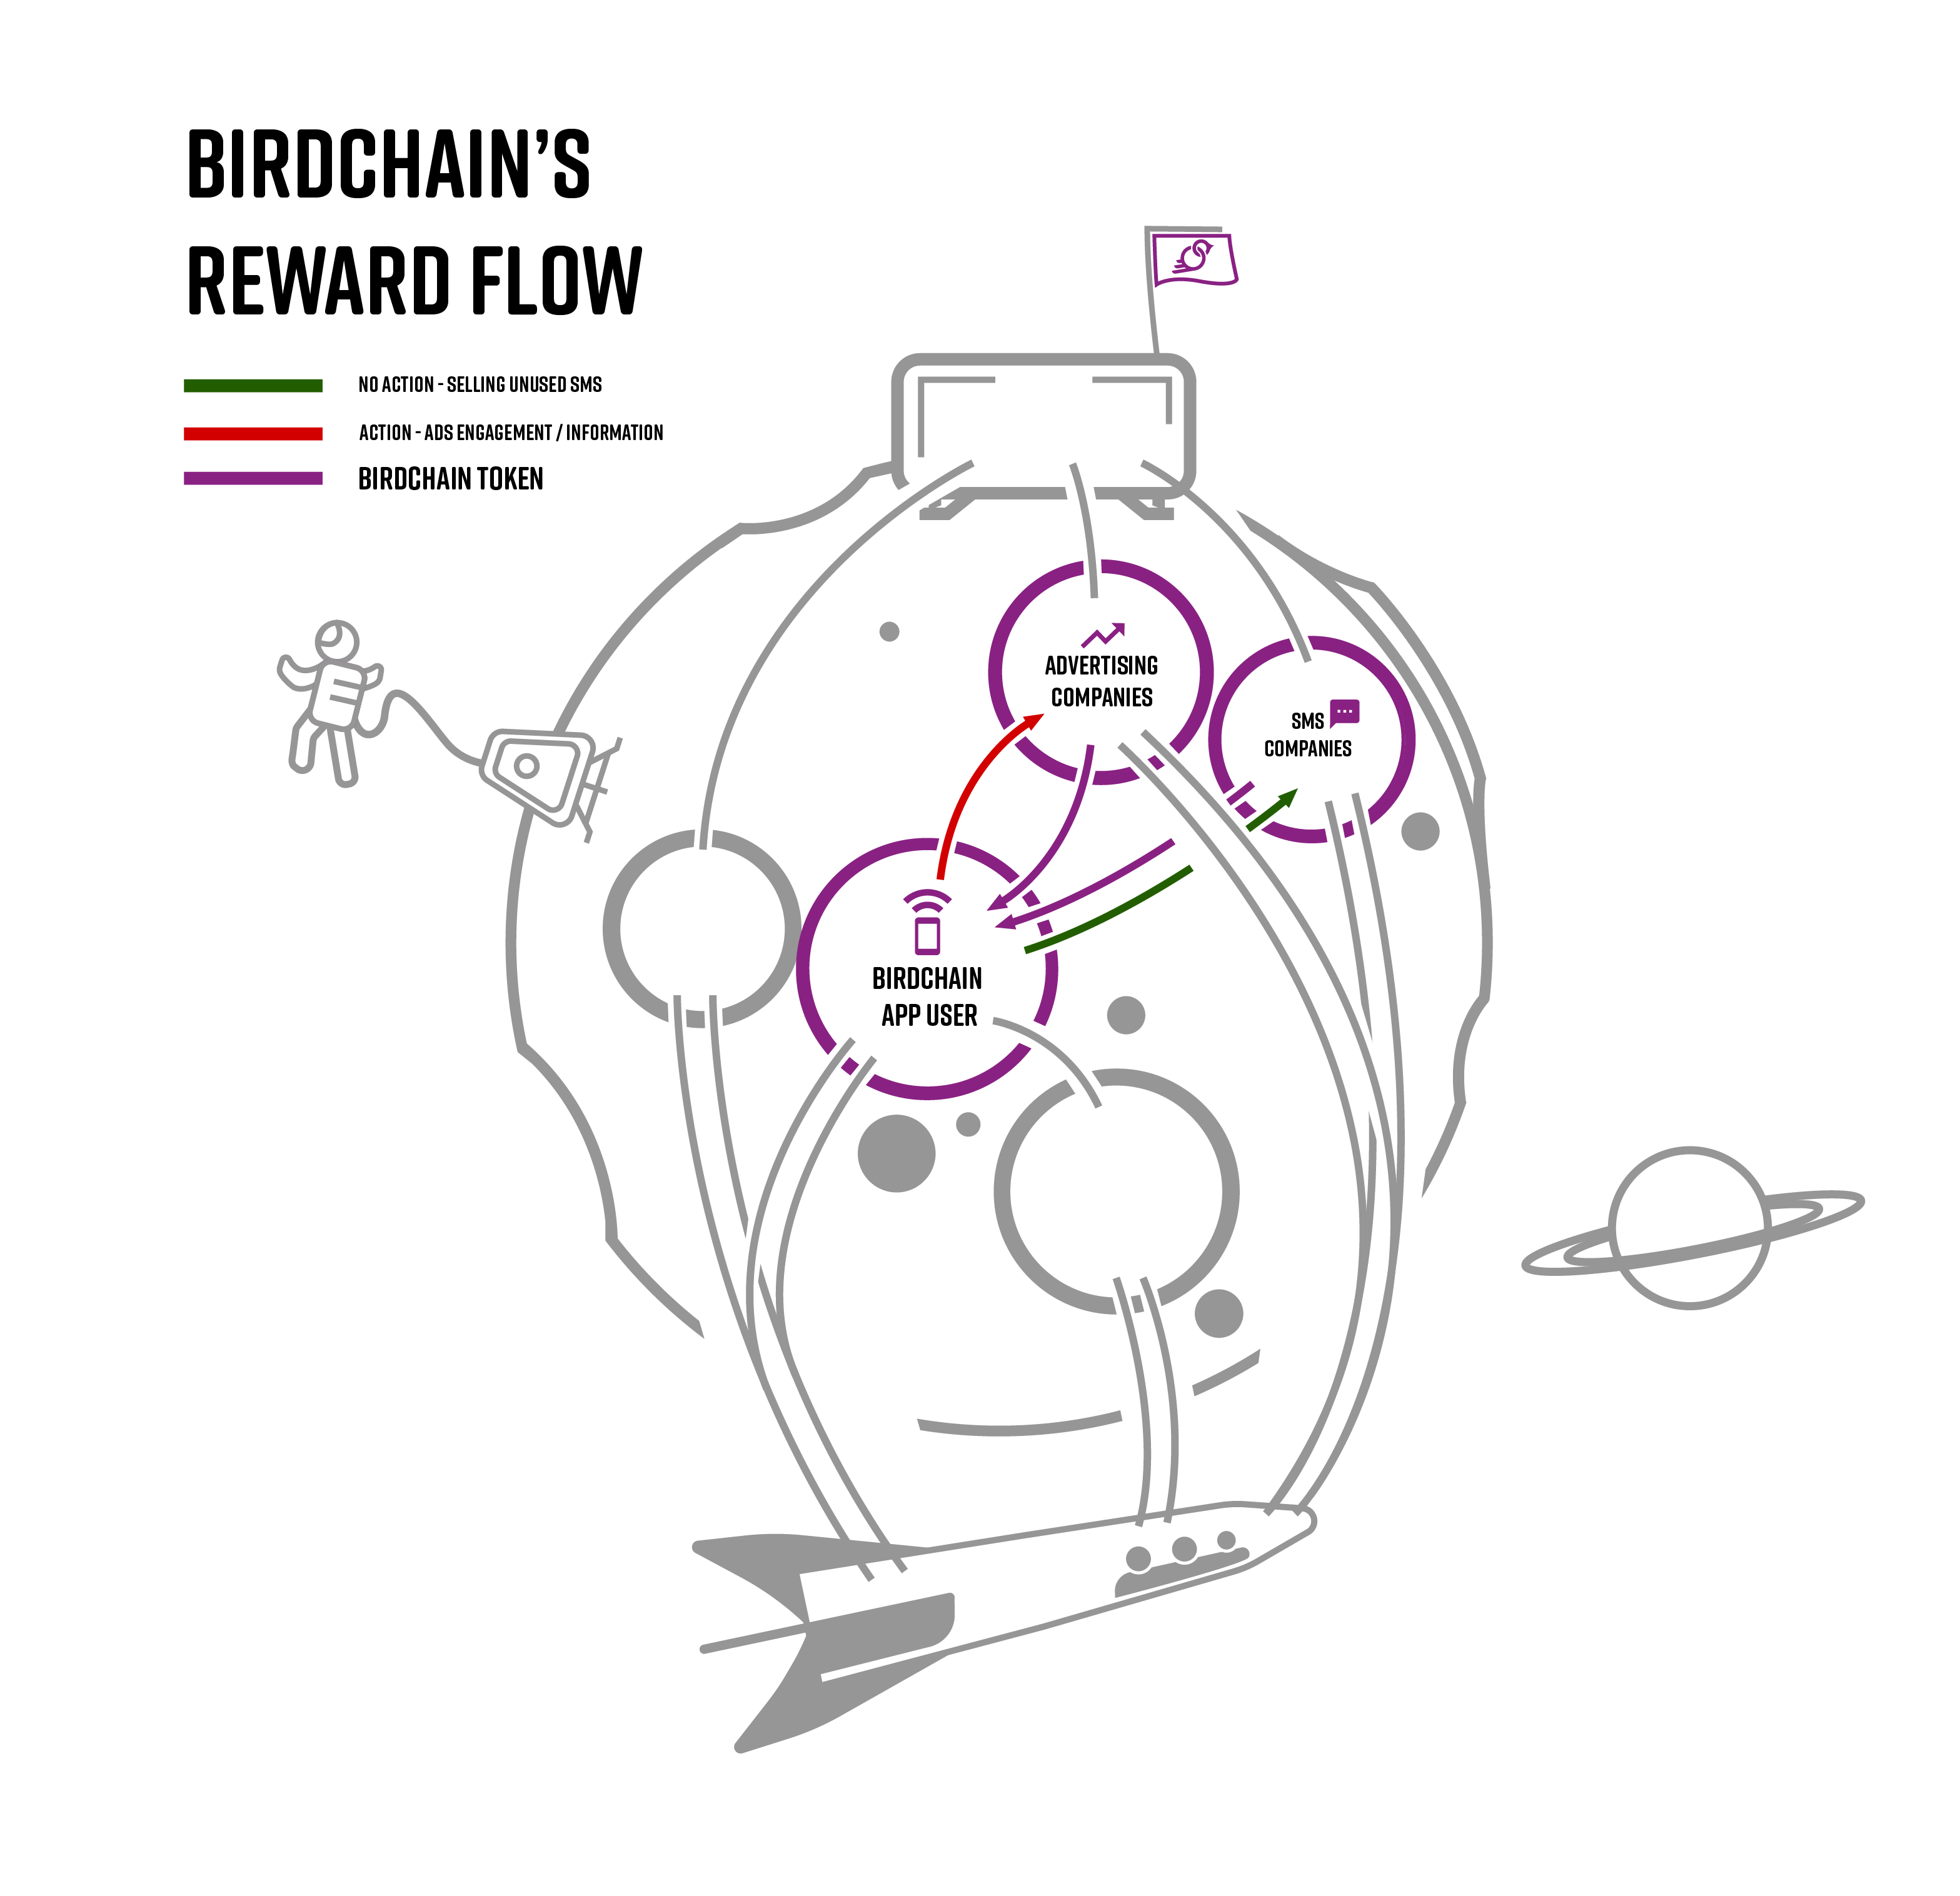 BIRDCHAIN'S
REWARD FLOW
NO ACTION - SELLING UNUSED SMS
ACTION - ADS ENGAGEMENT / INFORMATION
BIRDCHAIN TOKEN
ADVERTISING
COMPANIES
SMS
COMPANIES
BIRDCHAIN
APP USER